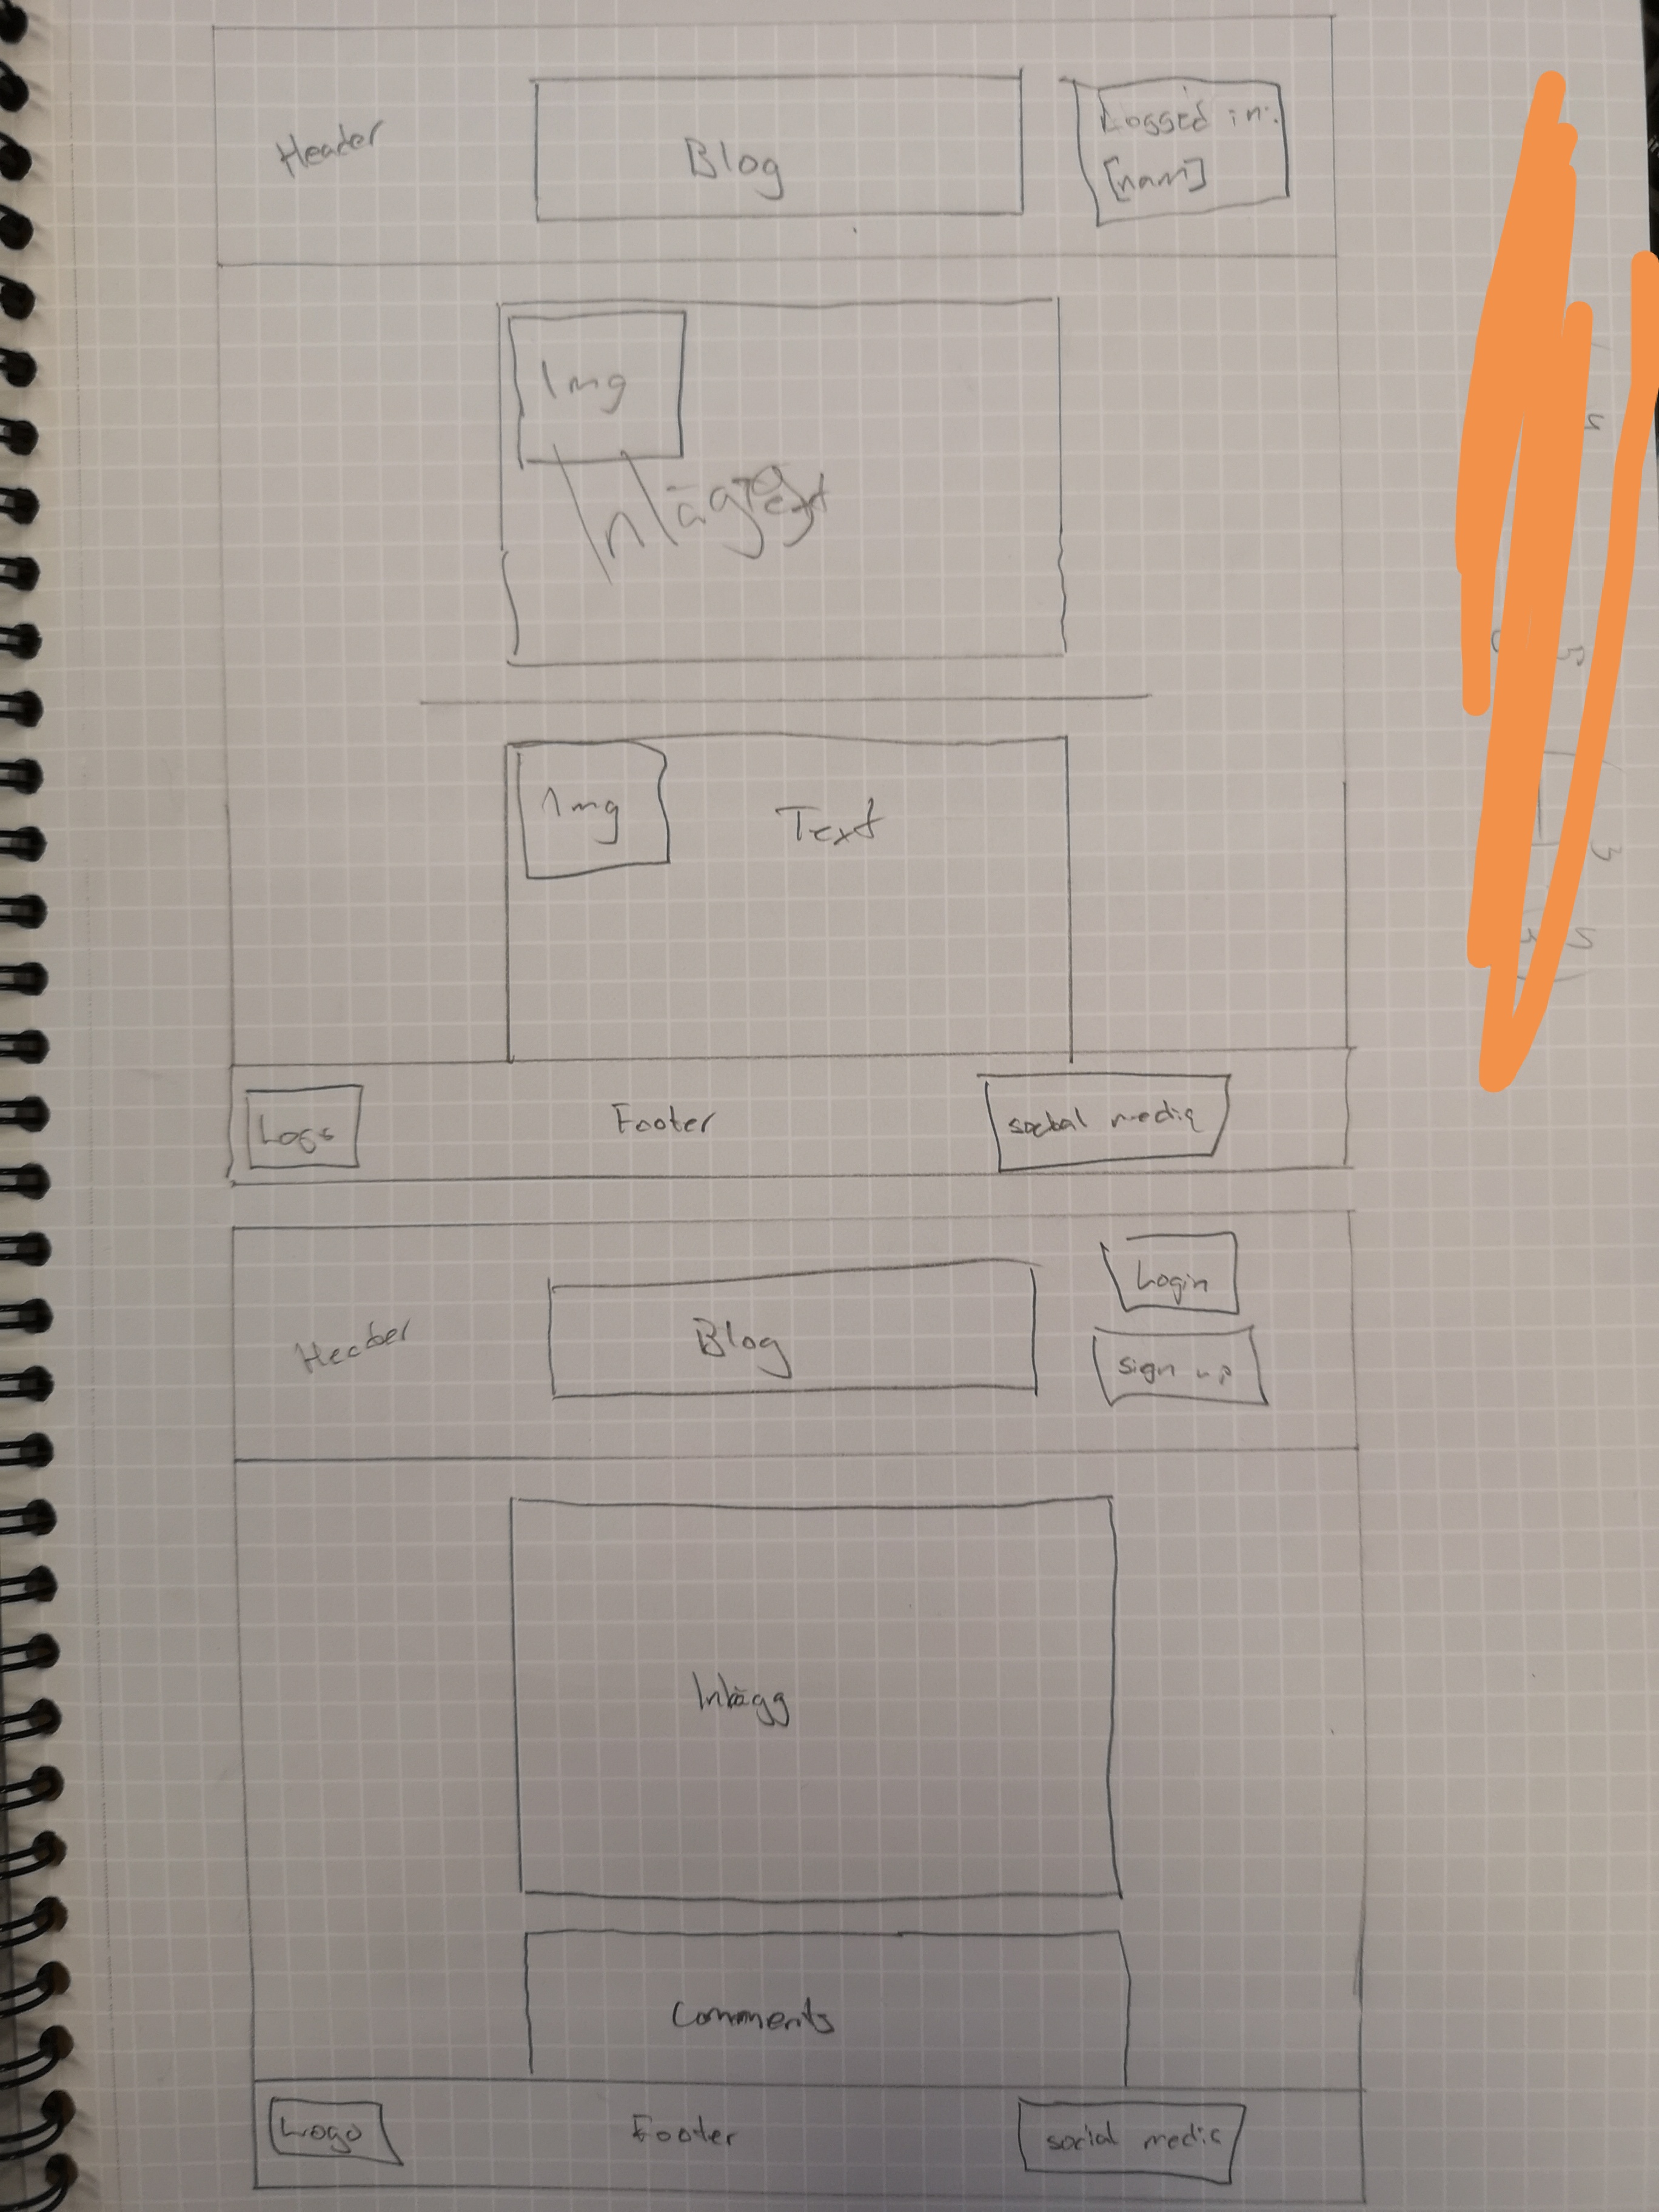 Header
Blog
Logged in:
[nam]
Img
Inlägg
Text
Img
Text
Logo
Footer
social media
Header
Blog
Login
sign up
Inlägg
Comments
Logo
Footer
social media